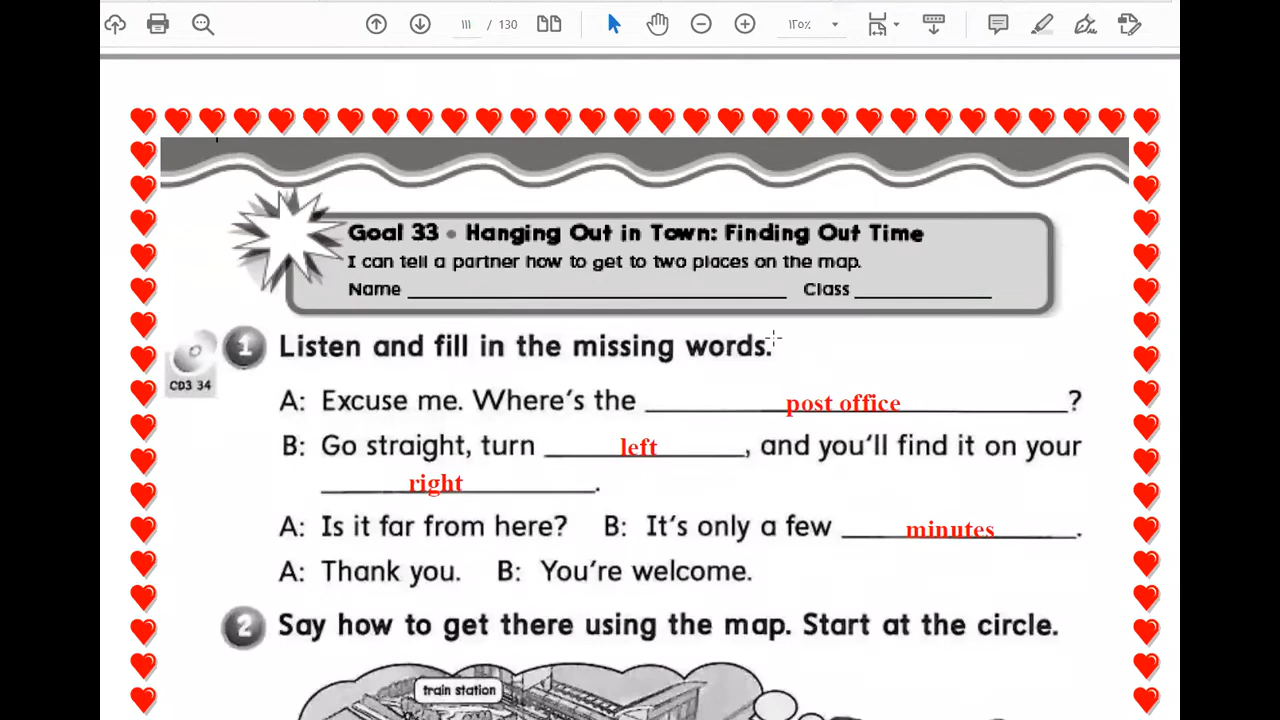 ١١١ / 130 ١٢٥%
Goal 33 • Hanging Out in Town: Finding Out Time
I can tell a partner how to get to two places on the map.
Name ____ Class ____
CD3 34
1 Listen and fill in the missing words.
A: Excuse me. Where's the post office ?
B: Go straight, turn left , and you'll find it on your
right .
A: Is it far from here? B: It's only a few minutes .
A: Thank you. B: You're welcome.
2 Say how to get there using the map. Start at the circle.
train station